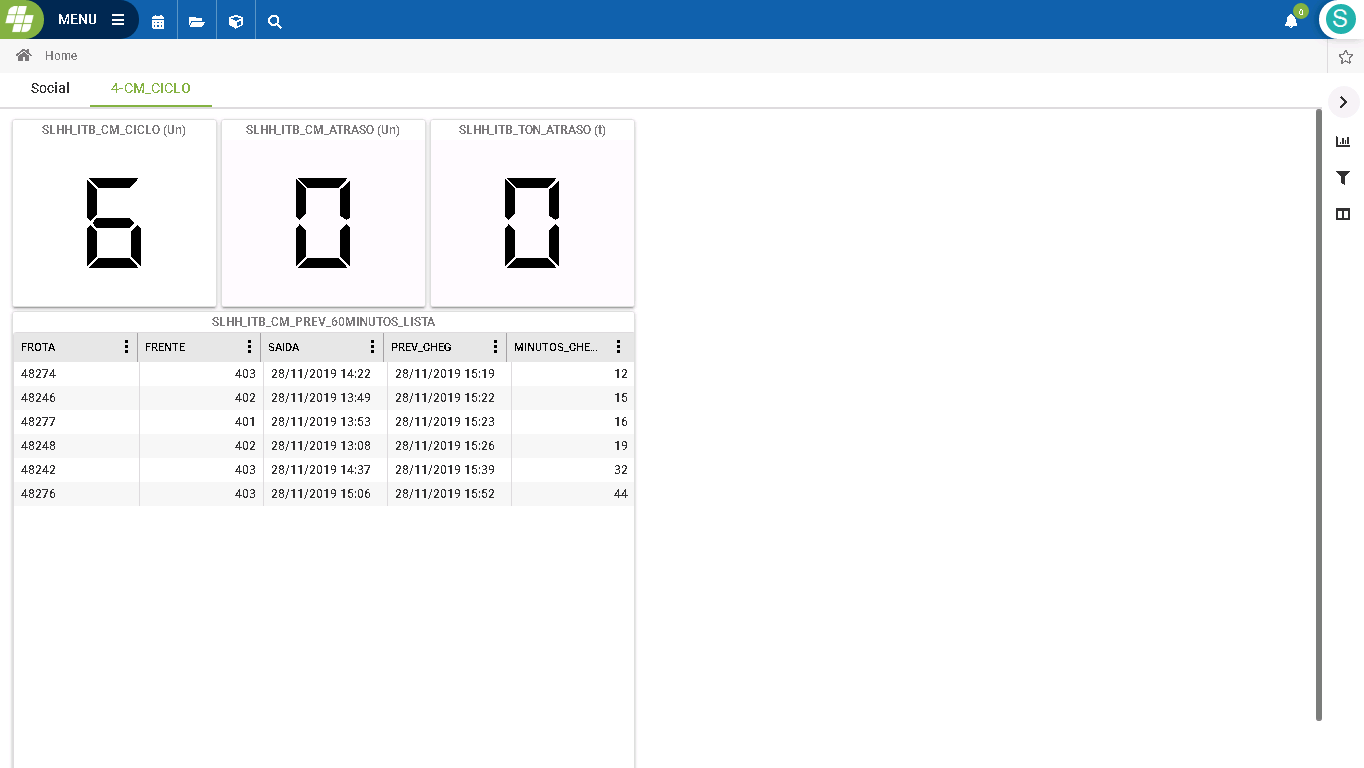 MENU
0
S
Home
Social 4-CM_CICLO
SLHH_ITB_CM_CICLO (Un) SLHH_ITB_CM_ATRASO (Un) SLHH_ITB_TON_ATRASO (t)
6 0 0
SLHH_ITB_CM_PREV_60MINUTOS_LISTA
FROTA FRENTE SAIDA PREV_CHEG MINUTOS_CHE...
48274 403 28/11/2019 14:22 28/11/2019 15:19 12
48246 402 28/11/2019 13:49 28/11/2019 15:22 15
48277 401 28/11/2019 13:53 28/11/2019 15:23 16
48248 402 28/11/2019 13:08 28/11/2019 15:26 19
48242 403 28/11/2019 14:37 28/11/2019 15:39 32
48276 403 28/11/2019 15:06 28/11/2019 15:52 44